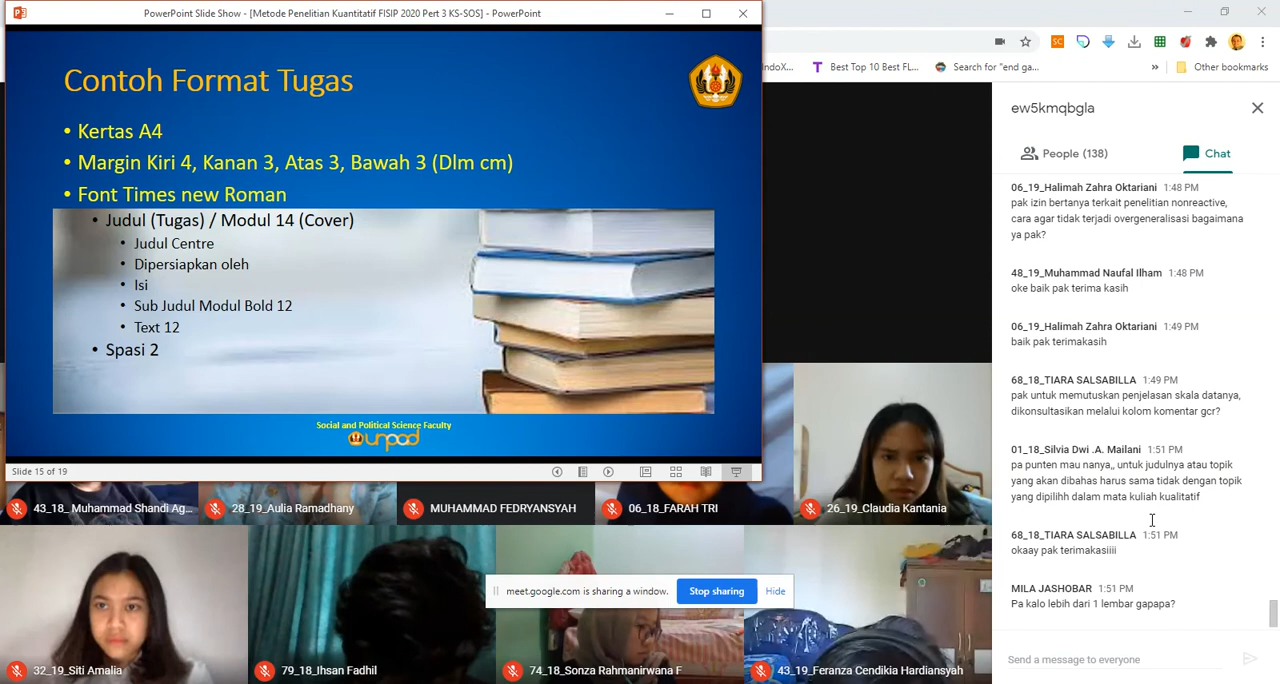 PowerPoint Slide Show - [Metode Penelitian Kuantitatif FISIP 2020 Pert 3 KS-SOS] - PowerPoint
Contoh Format Tugas
• Kertas A4
• Margin Kiri 4, Kanan 3, Atas 3, Bawah 3 (Dlm cm)
• Font Times new Roman
• Judul (Tugas) / Modul 14 (Cover)
• Judul Centre
• Dipersiapkan oleh
• Isi
• Sub Judul Modul Bold 12
• Text 12
• Spasi 2
Social and Political Science Faculty
unpad
Slide 15 of 19
SC
IndoX...
Best Top 10 Best FL...
Search for "end ga...
»
Other bookmarks
ew5kmqbgla
People (138)
Chat
06_19_Halimah Zahra Oktariani 1:48 PM
pak izin bertanya terkait penelitian nonreactive,
cara agar tidak terjadi overgeneralisasi bagaimana
ya pak?
48_19_Muhammad Naufal Ilham 1:48 PM
oke baik pak terima kasih
06_19_Halimah Zahra Oktariani 1:49 PM
baik pak terimakasih
68_18_TIARA SALSABILLA 1:49 PM
pak untuk memutuskan penjelasan skala datanya,
dikonsultasikan melalui kolom komentar gcr?
01_18_Silvia Dwi .A. Mailani 1:51 PM
pa punten mau nanya,, untuk judulnya atau topik
yang akan dibahas harus sama tidak dengan topik
yang dipilihh dalam mata kuliah kualitatif
68_18_TIARA SALSABILLA 1:51 PM
okaay pak terimakasiiii
MILA JASHOBAR 1:51 PM
Pa kalo lebih dari 1 lembar gapapa?
Send a message to everyone
43_18_ Muhammad Shandi Ag...
28_19_Aulia Ramadhany
MUHAMMAD FEDRYANSYAH
06_18_FARAH TRI
26_19_Claudia Kantania
meet.google.com is sharing a window.
Stop sharing
Hide
32_19_Siti Amalia
79_18_Ihsan Fadhil
74_18_Sonza Rahmanirwana F
43_19_Feranza Cendikia Hardiansyah